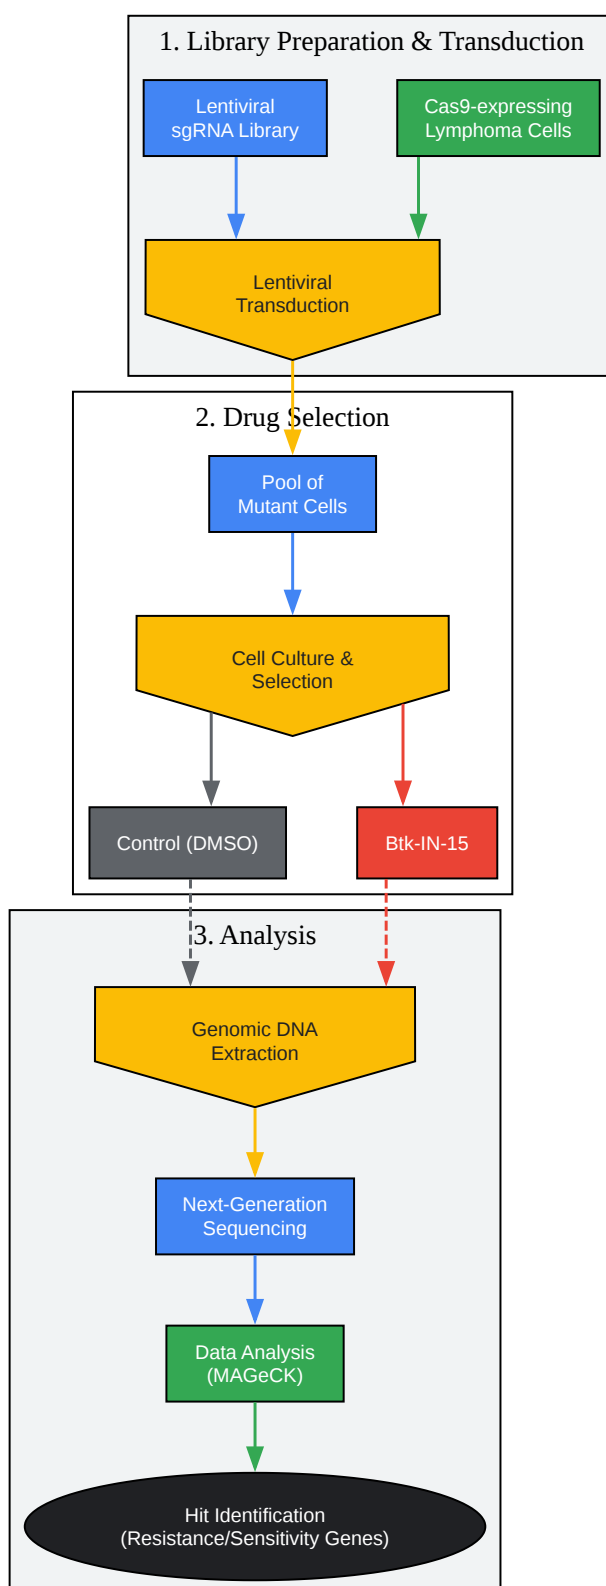 1. Library Preparation & Transduction
Lentiviral
sgRNA Library
Cas9-expressing
Lymphoma Cells
Lentiviral
Transduction
2. Drug Selection
Pool of
Mutant Cells
Cell Culture &
Selection
Control (DMSO)
Btk-IN-15
3. Analysis
Genomic DNA
Extraction
Next-Generation
Sequencing
Data Analysis
(MAGeCK)
Hit Identification
(Resistance/Sensitivity Genes)